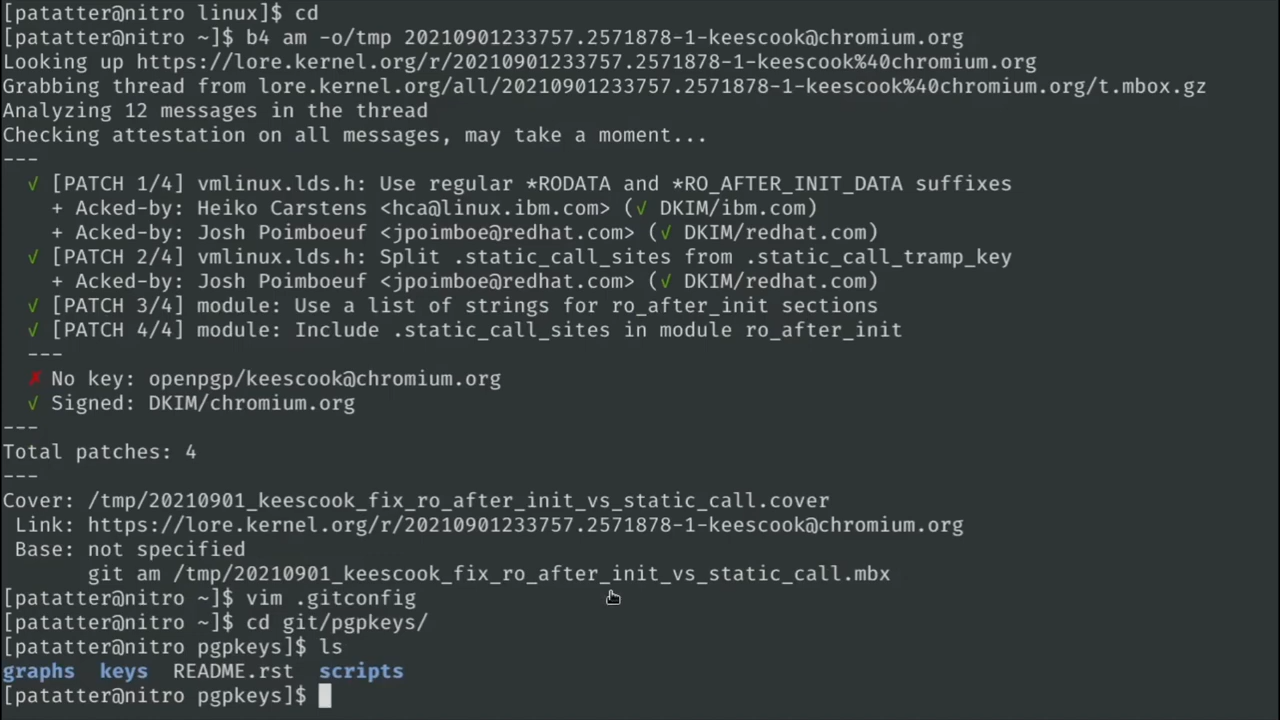 [patatter@nitro linux]$ cd
[patatter@nitro ~]$ b4 am -o/tmp 20210901233757.2571878-1-keescook@chromium.org
Looking up https://lore.kernel.org/r/20210901233757.2571878-1-keescook%40chromium.org
Grabbing thread from lore.kernel.org/all/20210901233757.2571878-1-keescook%40chromium.org/t.mbox.gz
Analyzing 12 messages in the thread
Checking attestation on all messages, may take a moment...
---
  ✓ [PATCH 1/4] vmlinux.lds.h: Use regular *RODATA and *RO_AFTER_INIT_DATA suffixes
    + Acked-by: Heiko Carstens <hca@linux.ibm.com> (✓ DKIM/ibm.com)
    + Acked-by: Josh Poimboeuf <jpoimboe@redhat.com> (✓ DKIM/redhat.com)
  ✓ [PATCH 2/4] vmlinux.lds.h: Split .static_call_sites from .static_call_tramp_key
    + Acked-by: Josh Poimboeuf <jpoimboe@redhat.com> (✓ DKIM/redhat.com)
  ✓ [PATCH 3/4] module: Use a list of strings for ro_after_init sections
  ✓ [PATCH 4/4] module: Include .static_call_sites in module ro_after_init
  ---
  ✗ No key: openpgp/keescook@chromium.org
  ✓ Signed: DKIM/chromium.org
---
Total patches: 4
---
Cover: /tmp/20210901_keescook_fix_ro_after_init_vs_static_call.cover
 Link: https://lore.kernel.org/r/20210901233757.2571878-1-keescook@chromium.org
 Base: not specified
       git am /tmp/20210901_keescook_fix_ro_after_init_vs_static_call.mbx
[patatter@nitro ~]$ vim .gitconfig
[patatter@nitro ~]$ cd git/pgpkeys/
[patatter@nitro pgpkeys]$ ls
graphs  keys  README.rst  scripts
[patatter@nitro pgpkeys]$